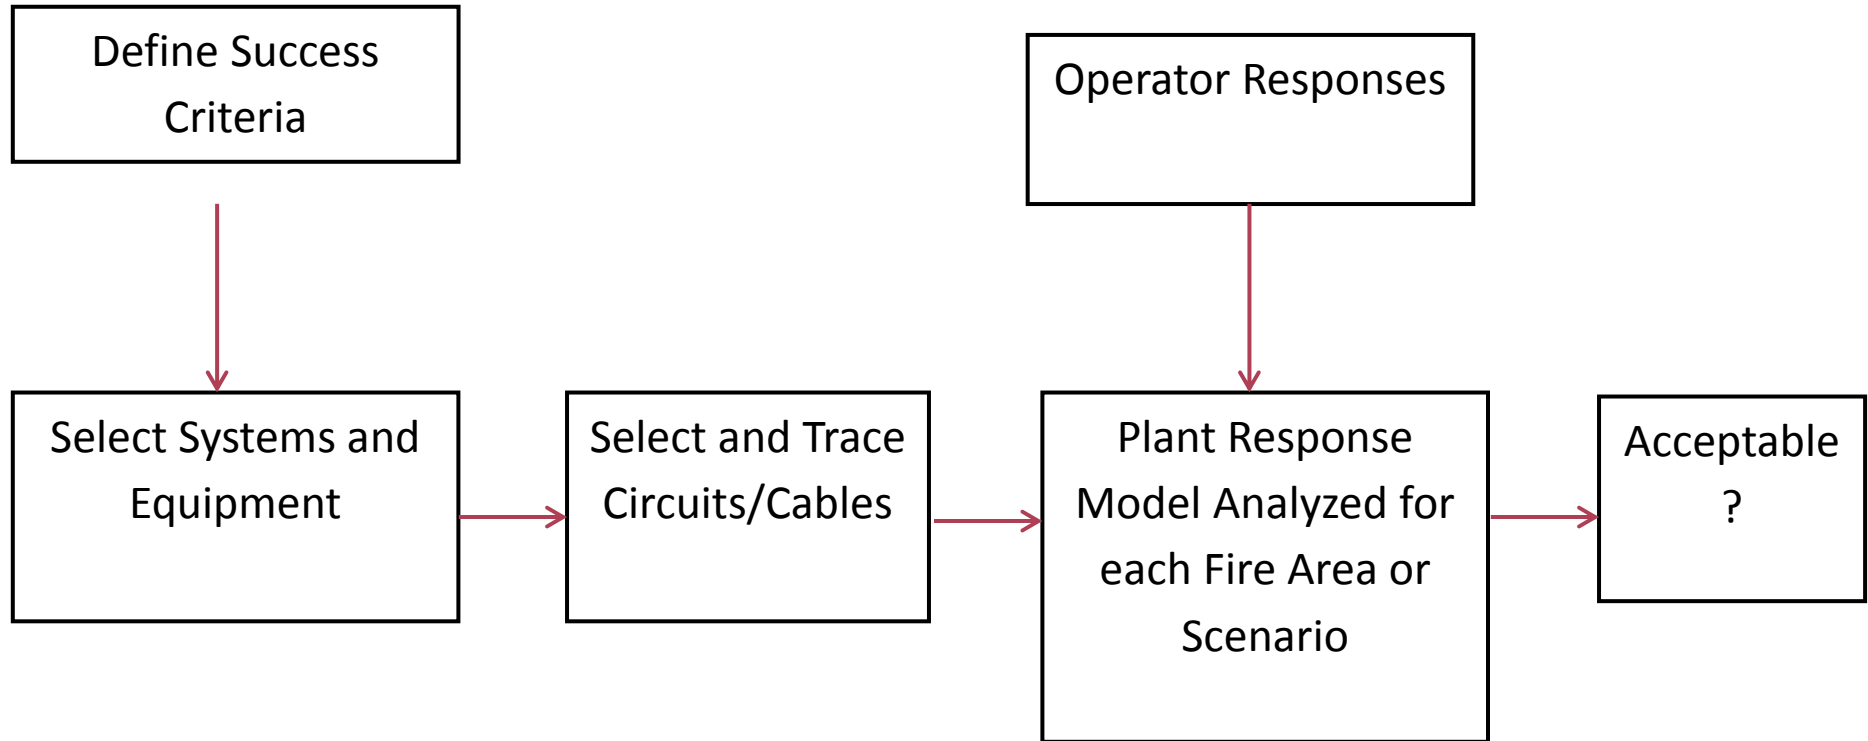 Define Success
Criteria
Operator Responses
Select Systems and
Equipment
Select and Trace
Circuits/Cables
Plant Response
Model Analyzed for
each Fire Area or
Scenario
Acceptable
?